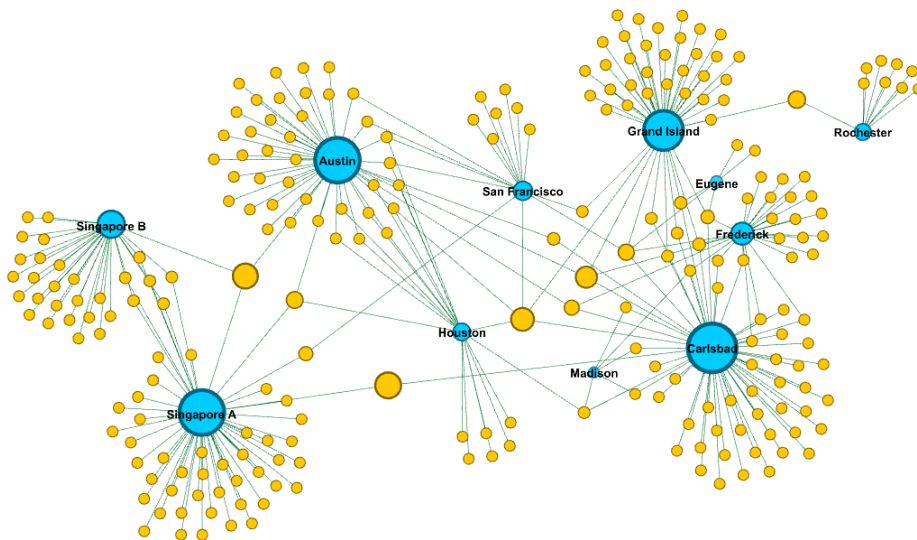 Grand Island
Rochester
Austin
San Francisco
Eugene
Singapore B
Frederick
Houston
Carlsbad
Madison
Singapore A